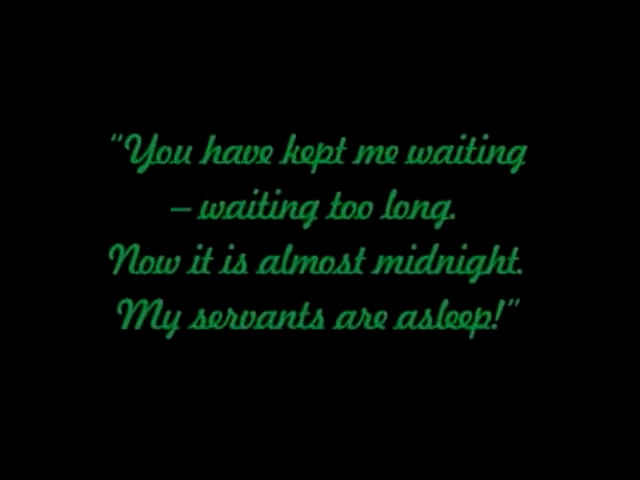 “You have kept me waiting
– waiting too long.
Now it is almost midnight.
My servants are asleep!”